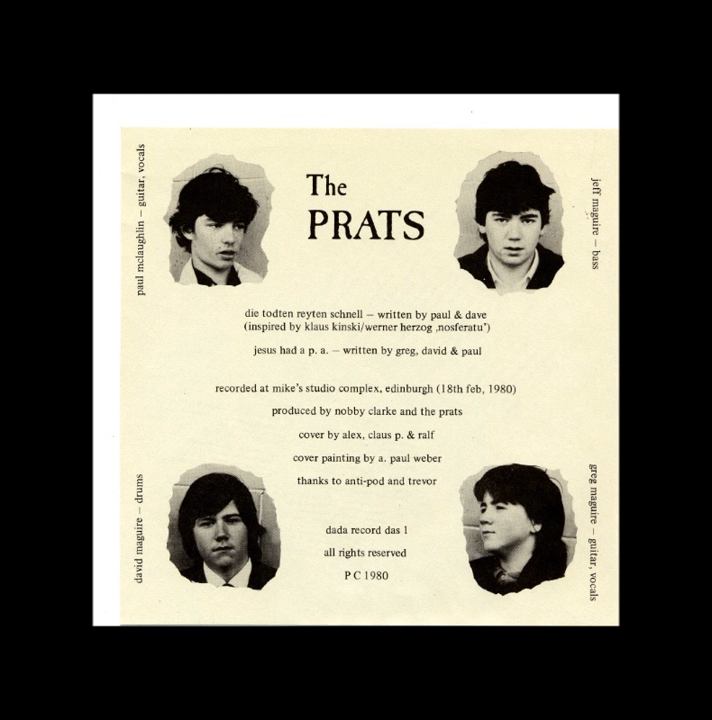 The
PRATS
paul mclaughlin – guitar, vocals
jeff maguire – bass
die todten reyten schnell – written by paul & dave
(inspired by klaus kinski/werner herzog ‚nosferatu')
jesus had a p. a. – written by greg, david & paul
recorded at mike's studio complex, edinburgh (18th feb, 1980)
produced by nobby clarke and the prats
cover by alex, claus p. & ralf
cover painting by a. paul weber
thanks to anti-pod and trevor
david maguire – drums
greg maguire – guitar, vocals
dada record das 1
all rights reserved
P C 1980